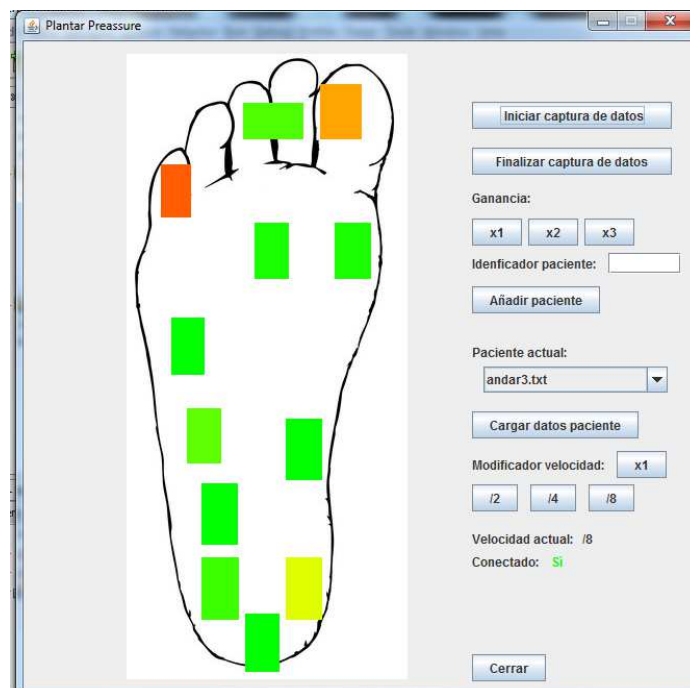 Plantar Preassure
Iniciar captura de datos
Finalizar captura de datos
Ganancia:
x1 x2 x3
Idenficador paciente:
Añadir paciente
Paciente actual:
andar3.txt
Cargar datos paciente
Modificador velocidad: x1
/2 /4 /8
Velocidad actual: /8
Conectado: Si
Cerrar